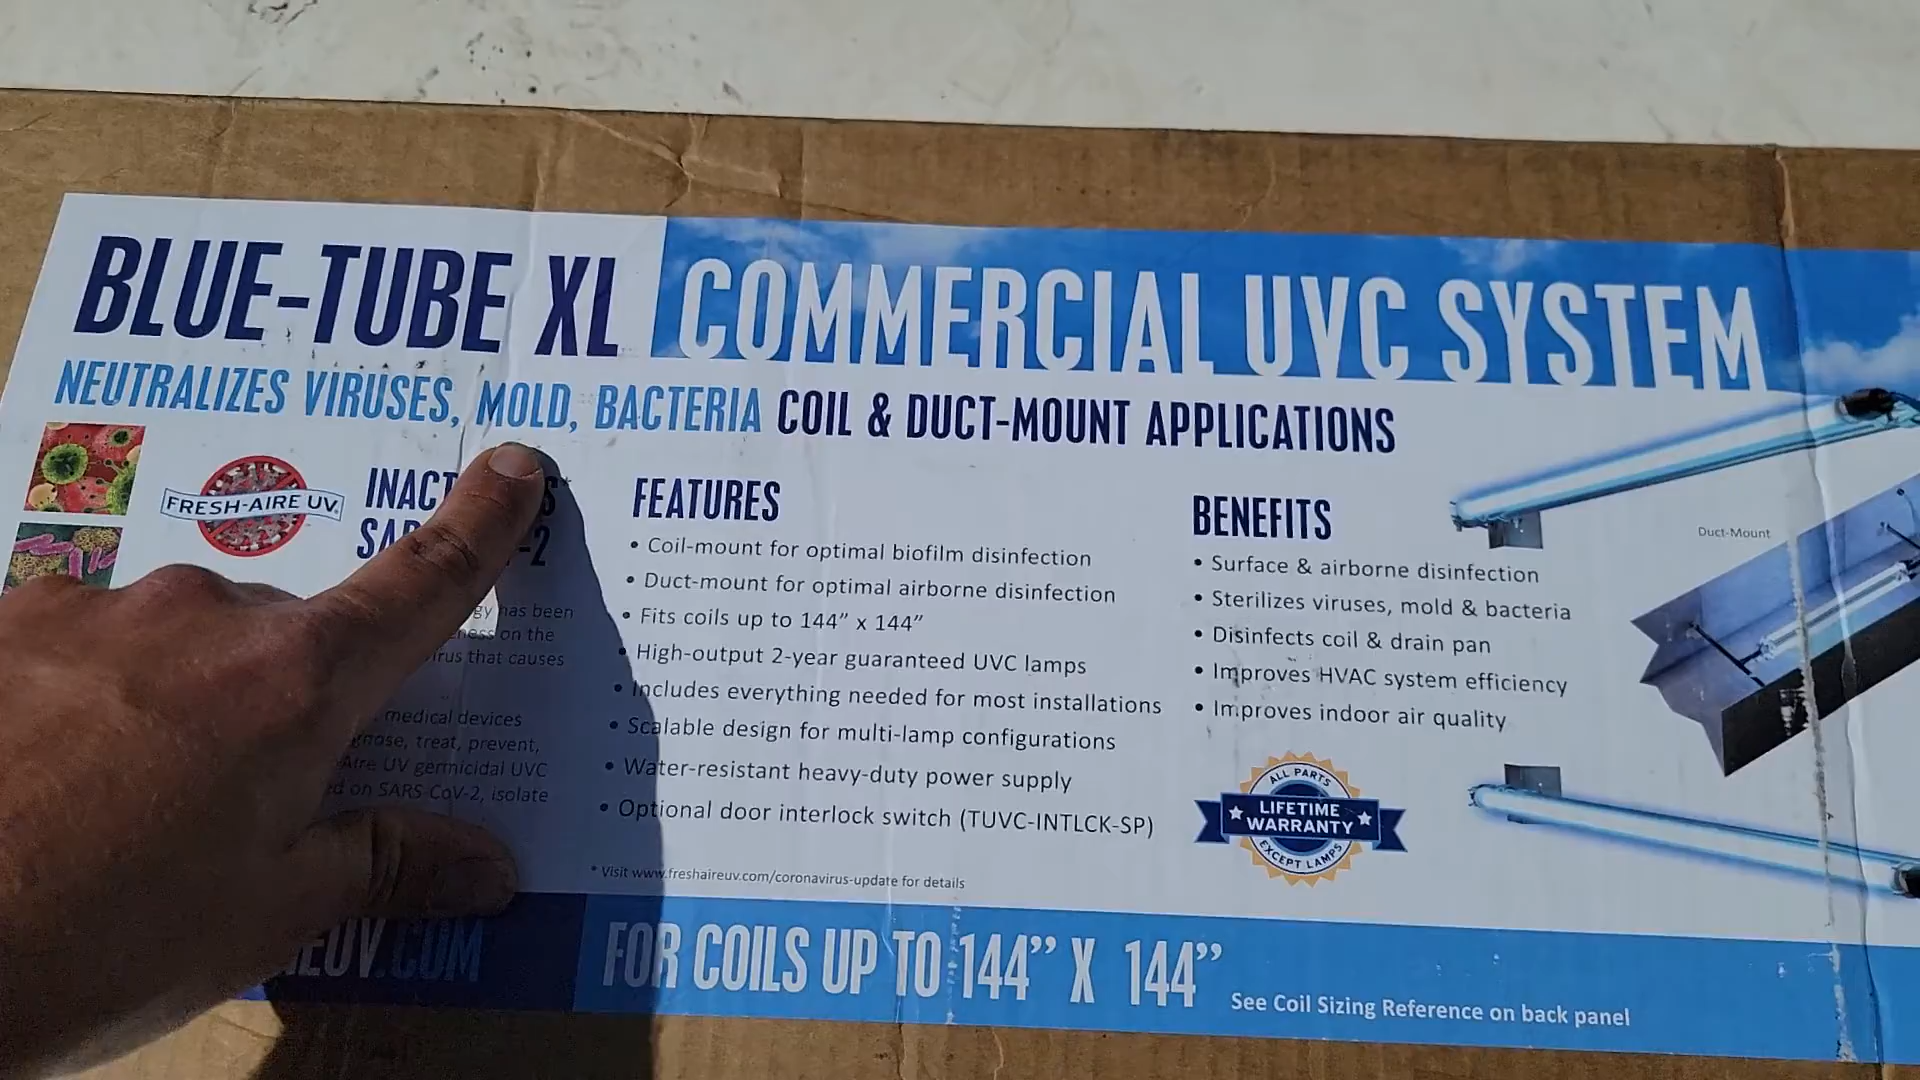 BLUE-TUBE XL COMMERCIAL UVC SYSTEM
NEUTRALIZES VIRUSES, MOLD, BACTERIA COIL & DUCT-MOUNT APPLICATIONS
FRESH-AIRE UV
has been
on the
that causes
medical devices
treat, prevent,
Aire UV germicidal UVC
on SARS CoV-2, isolate
FEATURES
• Coil-mount for optimal biofilm disinfection
• Duct-mount for optimal airborne disinfection
• Fits coils up to 144” x 144”
• High-output 2-year guaranteed UVC lamps
• Includes everything needed for most installations
• Scalable design for multi-lamp configurations
• Water-resistant heavy-duty power supply
• Optional door interlock switch (TUVC-INTLCK-SP)
* Visit www.freshaireuv.com/coronavirus-update for details
BENEFITS
• Surface & airborne disinfection
• Sterilizes viruses, mold & bacteria
• Disinfects coil & drain pan
• Improves HVAC system efficiency
• Improves indoor air quality
ALL PARTS
LIFETIME
WARRANTY
EXCEPT LAMPS
Duct-Mount
FOR COILS UP TO 144” X 144”
See Coil Sizing Reference on back panel